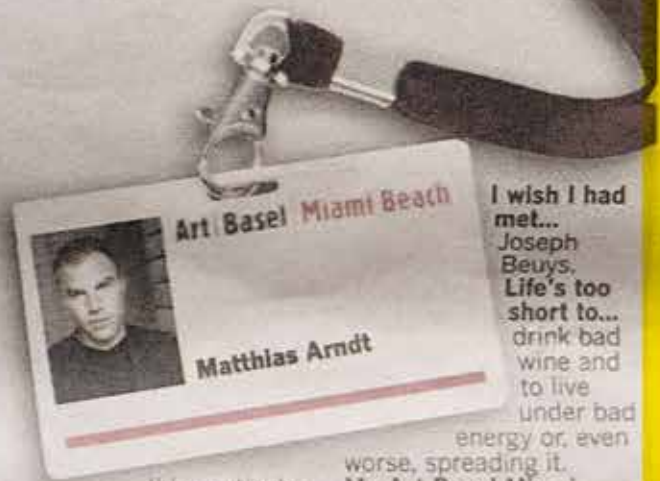 Art Basel Miami Beach
Matthias Arndt
I wish I had
met...
Joseph
Beuys.
Life's too
short to...
drink bad
wine and
to live
under bad
energy or, even
worse, spreading it.